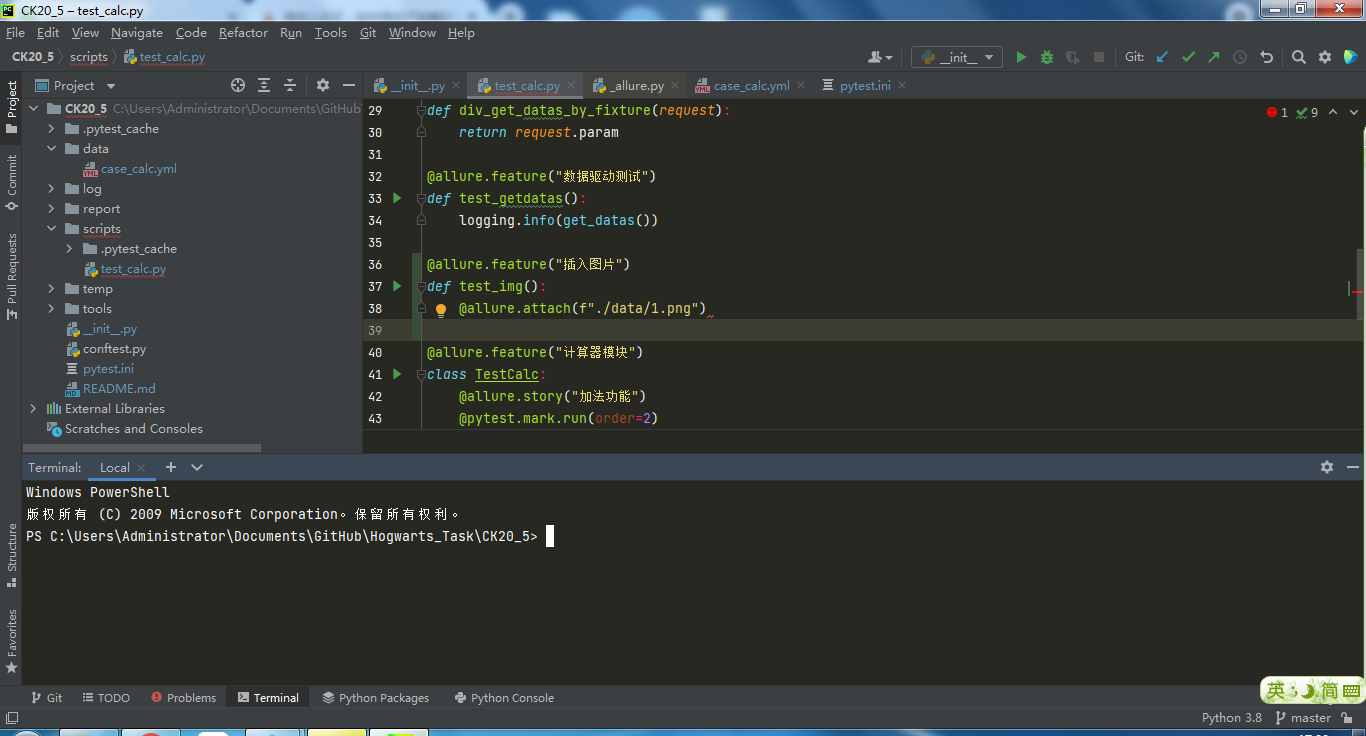 CK20_5 – test_calc.py
File Edit View Navigate Code Refactor Run Tools Git Window Help
CK20_5 scripts test_calc.py
__init__ Git:
Project
__init__.py test_calc.py _allure.py case_calc.yml pytest.ini
CK20_5 C:\Users\Administrator\Documents\GitHub\
.pytest_cache
data
case_calc.yml
log
report
scripts
.pytest_cache
test_calc.py
temp
tools
__init__.py
conftest.py
pytest.ini
README.md
External Libraries
Scratches and Consoles
29 def div_get_datas_by_fixture(request):
30 return request.param
31
32 @allure.feature("数据驱动测试")
33 def test_getdatas():
34 logging.info(get_datas())
35
36 @allure.feature("插入图片")
37 def test_img():
38 @allure.attach(f"./data/1.png")
39
40 @allure.feature("计算器模块")
41 class TestCalc:
42 @allure.story("加法功能")
43 @pytest.mark.run(order=2)
1 9
Project
Commit
Pull Requests
Structure
Favorites
Terminal: Local
Windows PowerShell
版权所有 (C) 2009 Microsoft Corporation。保留所有权利。
PS C:\Users\Administrator\Documents\GitHub\Hogwarts_Task\CK20_5>
Git TODO Problems Terminal Python Packages Python Console
英 简
Python 3.8 master